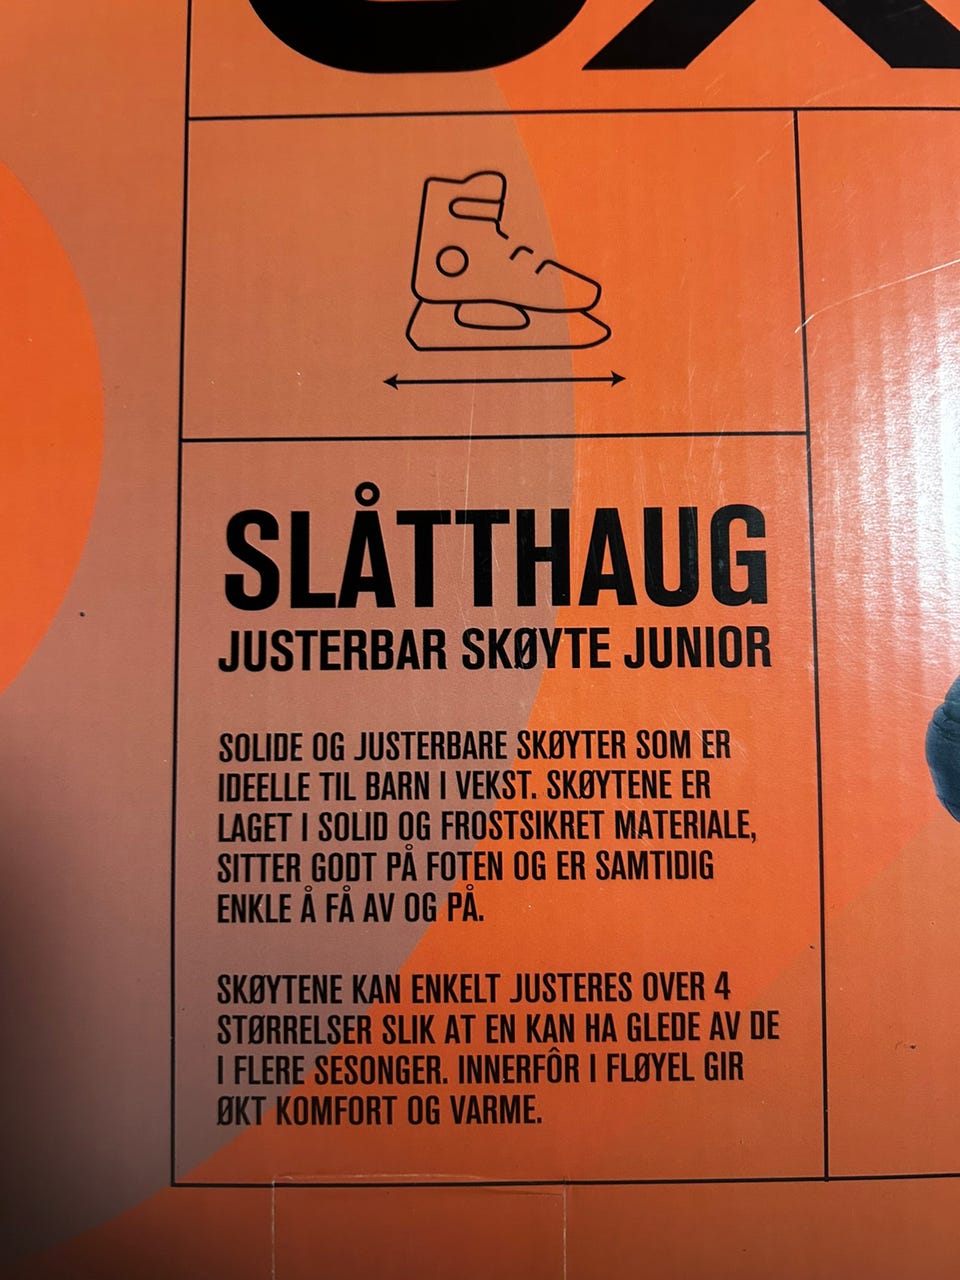 SLÅTTHAUG
JUSTERBAR SKØYTE JUNIOR
SOLIDE OG JUSTERBARE SKØYTER SOM ER
IDEELLE TIL BARN I VEKST. SKØYTENE ER
LAGET I SOLID OG FROSTSIKRET MATERIALE,
SITTER GODT PÅ FOTEN OG ER SAMTIDIG
ENKLE Å FÅ AV OG PÅ.
SKØYTENE KAN ENKELT JUSTERES OVER 4
STØRRELSER SLIK AT EN KAN HA GLEDE AV DE
I FLERE SESONGER. INNERFÔR I FLØYEL GIR
ØKT KOMFORT OG VARME.